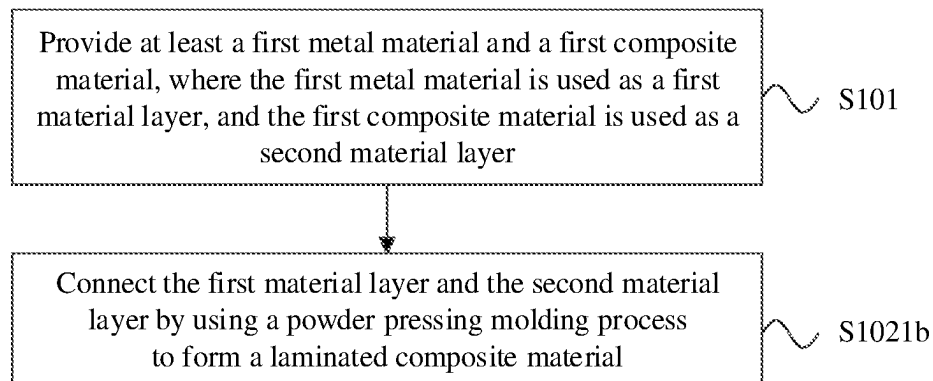 Provide at least a first metal material and a first composite
material, where the first metal material is used as a first
material layer, and the first composite material is used as a
second material layer
S101
Connect the first material layer and the second material
layer by using a powder pressing molding process
to form a laminated composite material
S1021b